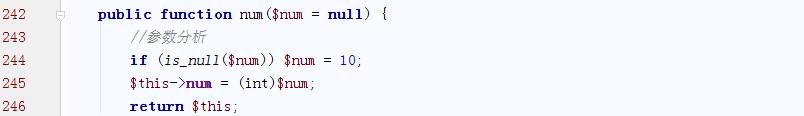 242 public function num($num = null) {
243 //参数分析
244 if (is_null($num)) $num = 10;
245 $this->num = (int)$num;
246 return $this;